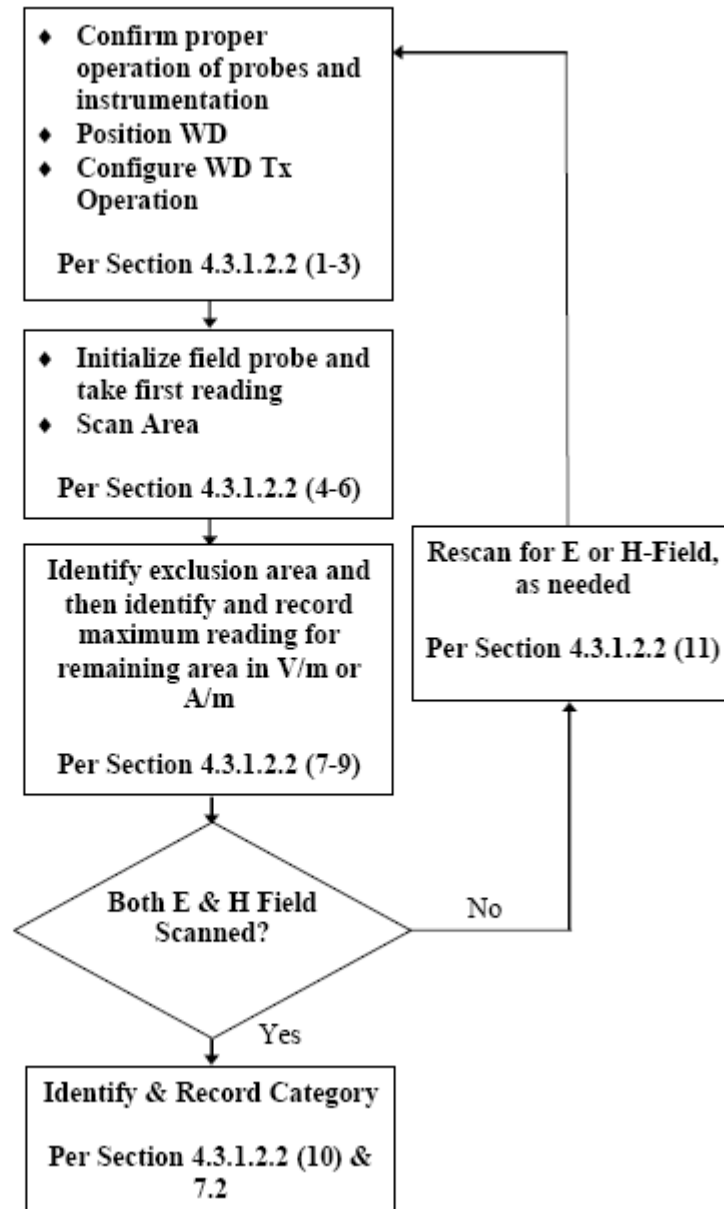 ♦ Confirm proper
operation of probes and
instrumentation
♦ Position WD
♦ Configure WD Tx
Operation
Per Section 4.3.1.2.2 (1-3)
♦ Initialize field probe and
take first reading
♦ Scan Area
Per Section 4.3.1.2.2 (4-6)
Identify exclusion area and
then identify and record
maximum reading for
remaining area in V/m or
A/m
Per Section 4.3.1.2.2 (7-9)
Rescan for E or H-Field,
as needed
Per Section 4.3.1.2.2 (11)
Both E & H Field
Scanned?
No
Yes
Identify & Record Category
Per Section 4.3.1.2.2 (10) &
7.2